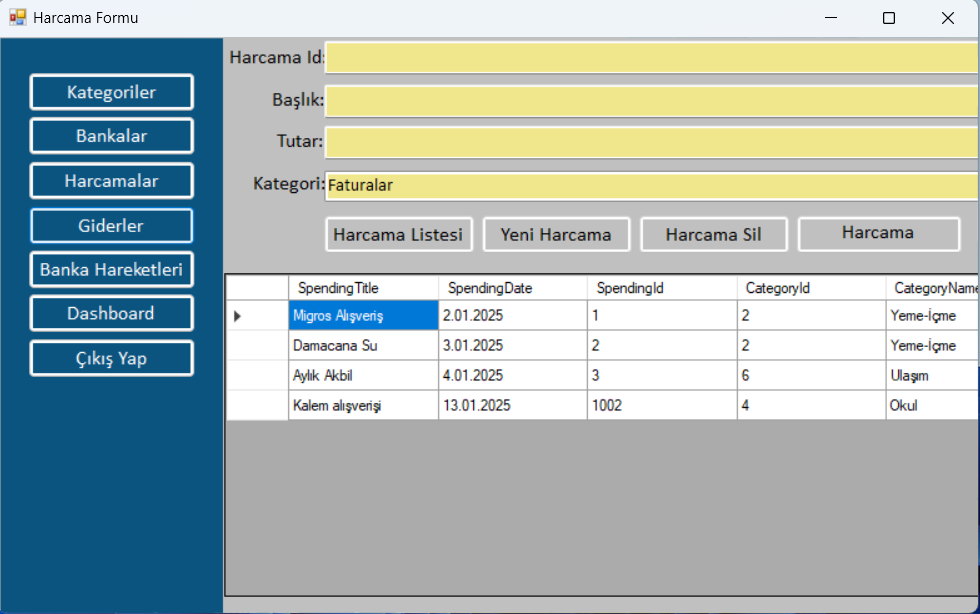 Harcama Formu
Kategoriler
Bankalar
Harcamalar
Giderler
Banka Hareketleri
Dashboard
Çıkış Yap
Harcama Id:
Başlık:
Tutar:
Kategori: Faturalar
Harcama Listesi Yeni Harcama Harcama Sil Harcama
SpendingTitle SpendingDate SpendingId CategoryId CategoryName
Migros Alışveriş 2.01.2025 1 2 Yeme-İçme
Damacana Su 3.01.2025 2 2 Yeme-İçme
Aylık Akbil 4.01.2025 3 6 Ulaşım
Kalem alışverişi 13.01.2025 1002 4 Okul